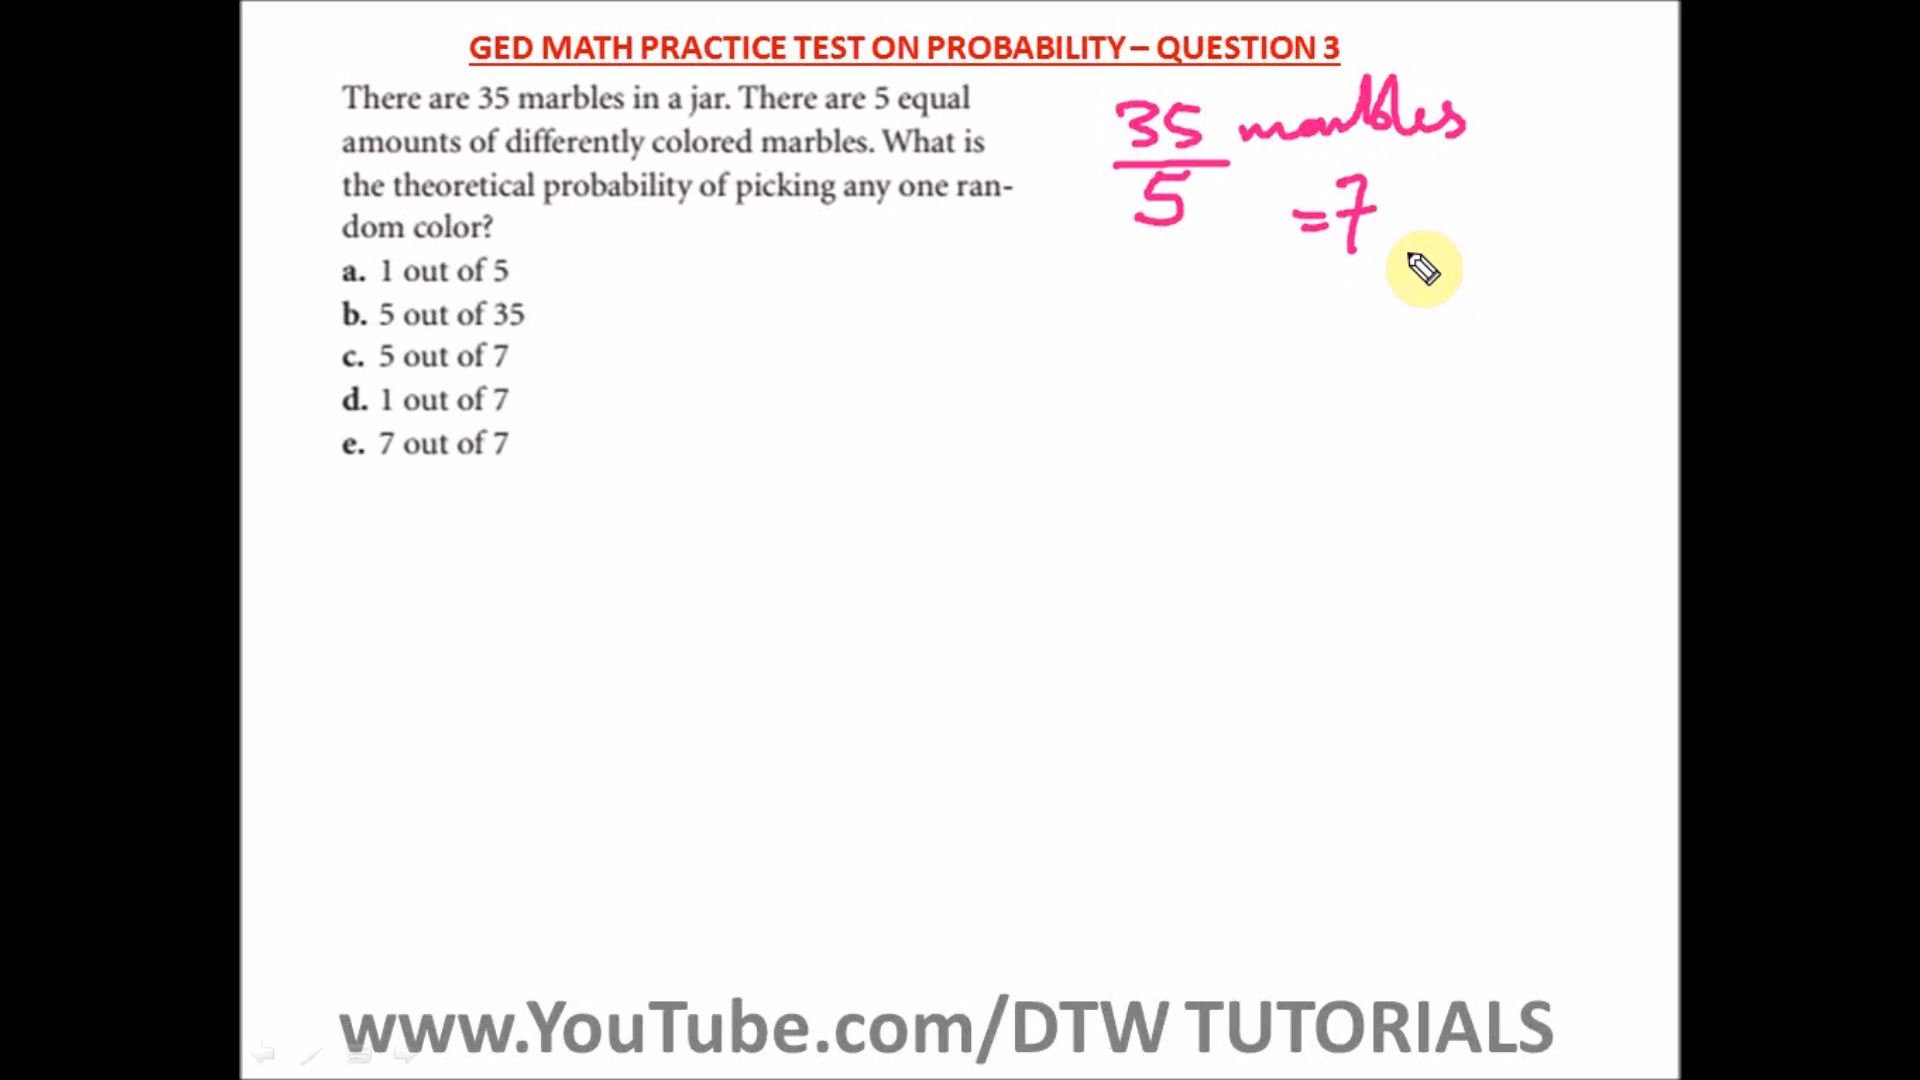 GED MATH PRACTICE TEST ON PROBABILITY – QUESTION 3
There are 35 marbles in a jar. There are 5 equal
amounts of differently colored marbles. What is
the theoretical probability of picking any one ran-
dom color?
a. 1 out of 5
b. 5 out of 35
c. 5 out of 7
d. 1 out of 7
e. 7 out of 7
35 marbles
5
=7
www.YouTube.com/DTW TUTORIALS